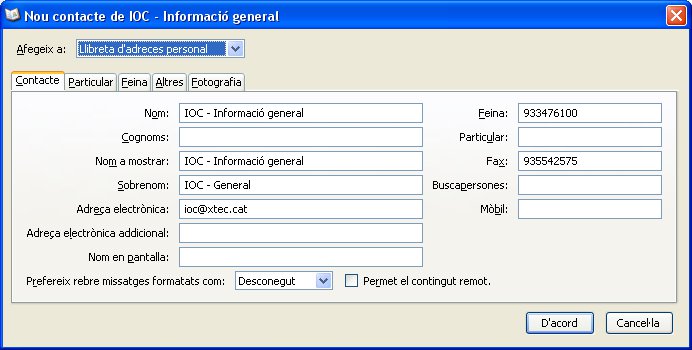 Nou contacte de IOC - Informació general
Afegeix a: Llibreta d'adreces personal
Contacte Particular Feina Altres Fotografia
Nom: IOC - Informació general Feina: 933476100
Cognoms: Particular:
Nom a mostrar: IOC - Informació general Fax: 935542575
Sobrenom: IOC - General Buscapersones:
Adreça electrònica: ioc@xtec.cat Mòbil:
Adreça electrònica addicional:
Nom en pantalla:
Prefereix rebre missatges formatats com: Desconegut Permet el contingut remot.
D'acord Cancel·la